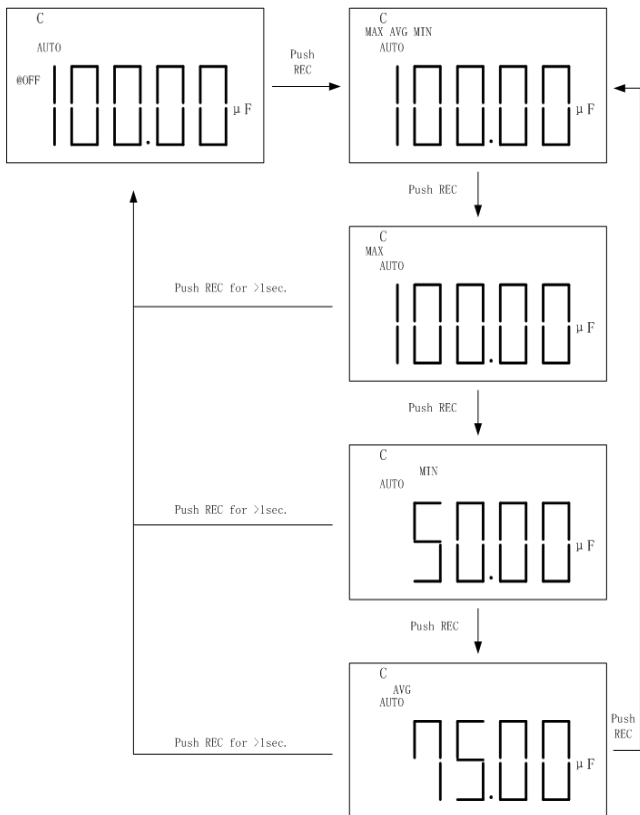 C
AUTO
@OFF
100.00
μF
Push
REC
C
MAX AVG MIN
AUTO
100.00
μF
Push REC
C
MAX
AUTO
100.00
μF
Push REC for >1sec.
Push REC
C
MIN
AUTO
50.00
μF
Push REC for >1sec.
Push REC
C
AVG
AUTO
75.00
μF
Push REC for >1sec.
Push
REC